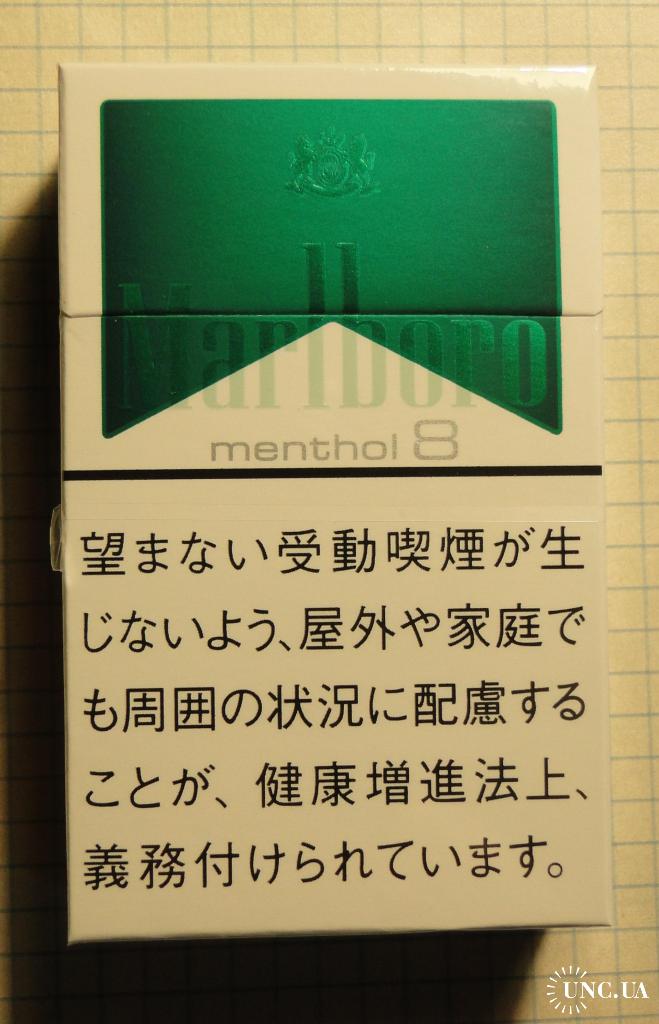 Marlboro
menthol 8
望まない受動喫煙が生
じないよう、屋外や家庭で
も周囲の状況に配慮する
ことが、健康増進法上、
義務付けられています。
UNC.UA